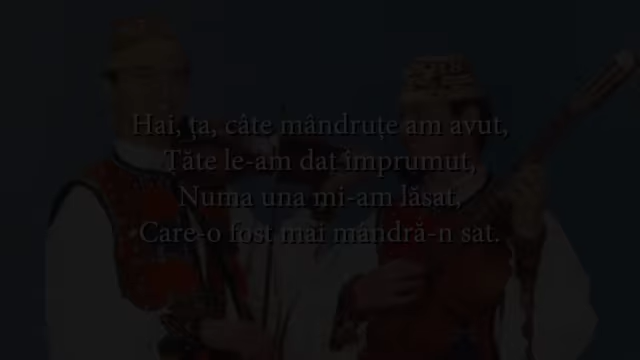 Hai, ța, câte mândruțe am avut,
Tăte le-am dat împrumut,
Numa una mi-am lăsat,
Care-o fost mai mândră-n sat.